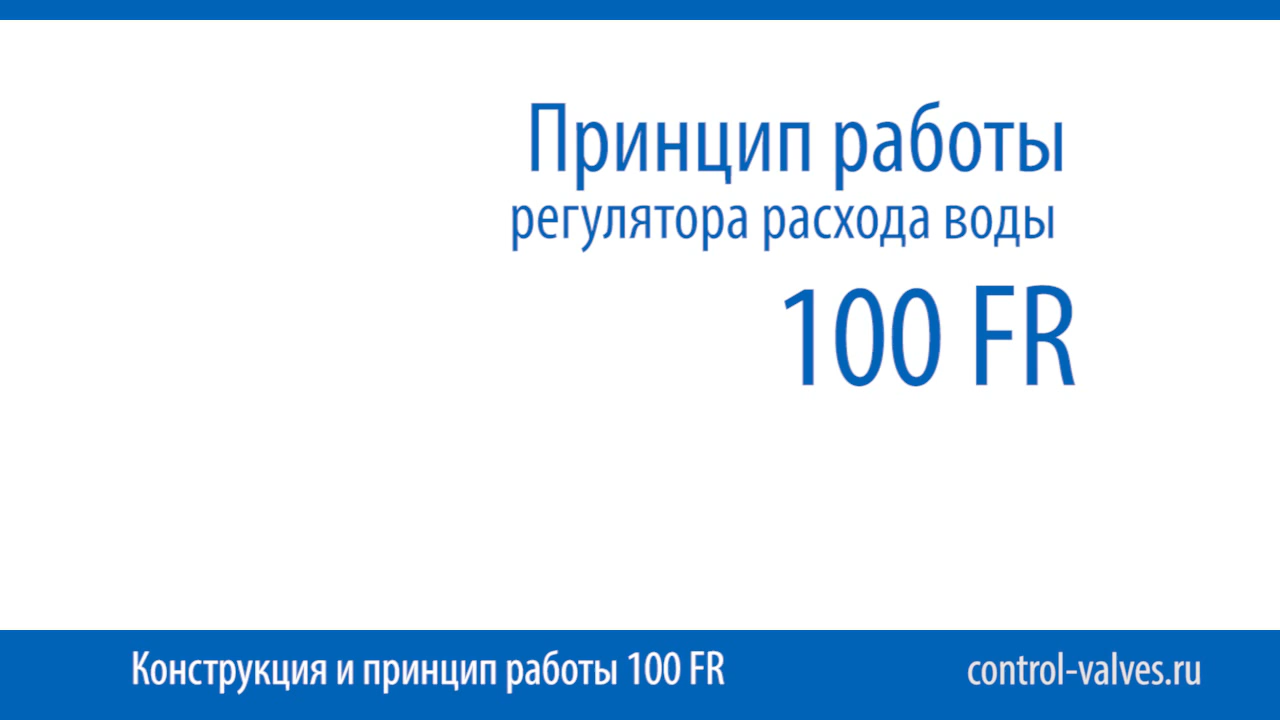 Принцип работы
регулятора расхода воды
100 FR
Конструкция и принцип работы 100 FR
control-valves.ru